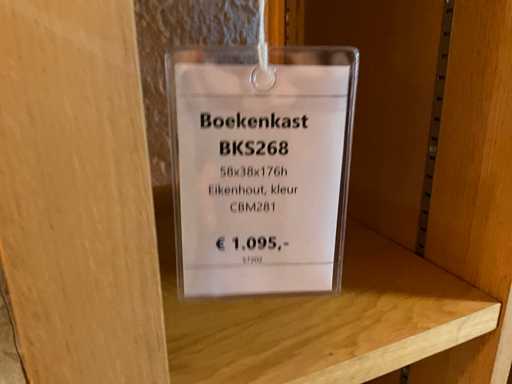 Boekenkast
BKS268
58x38x176h
Eikenhout, kleur
CBM281
€ 1.095,-